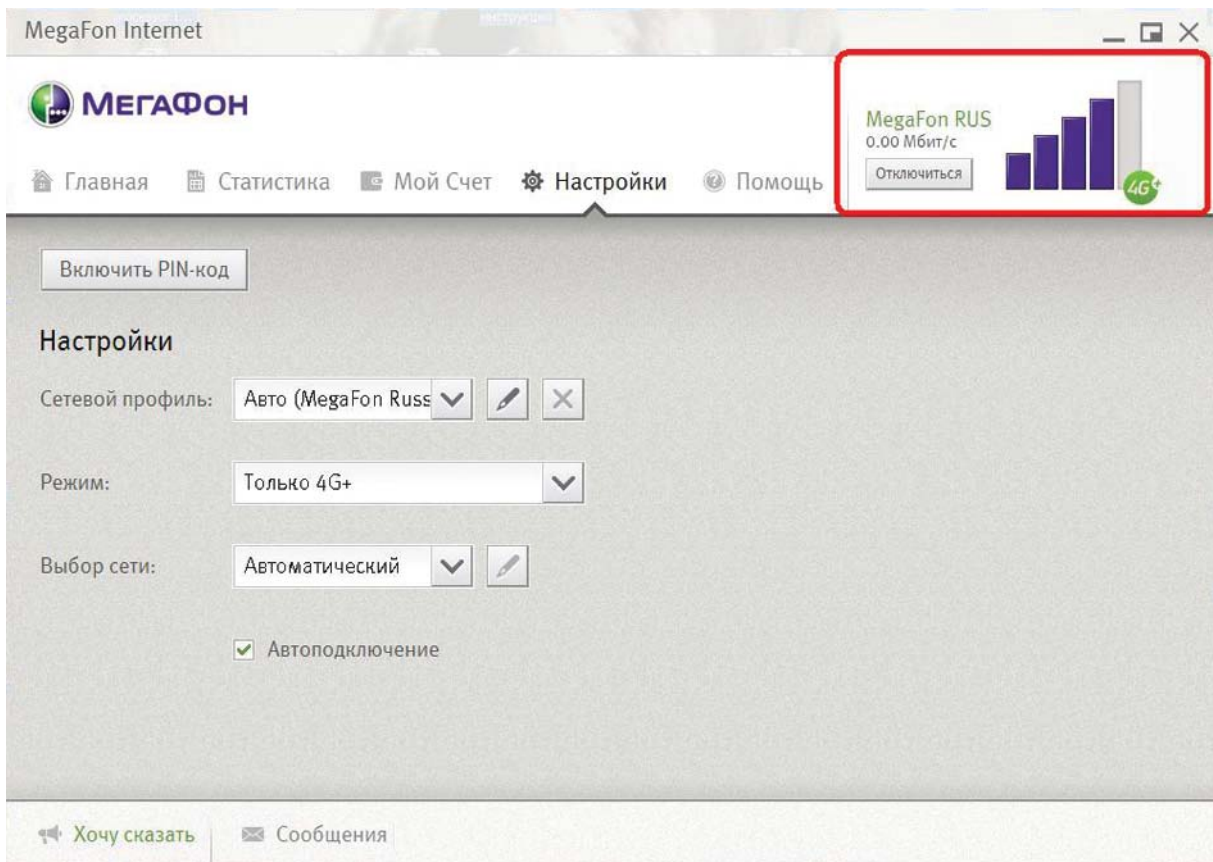 MegaFon Internet
МЕГАФОН
MegaFon RUS
0.00 Мбит/с
Отключиться
4G+
Главная
Статистика
Мой Счет
Настройки
Помощь
Включить PIN-код
Настройки
Сетевой профиль:
Авто (MegaFon Russ
Режим:
Только 4G+
Выбор сети:
Автоматический
Автоподключение
Хочу сказать
Сообщения